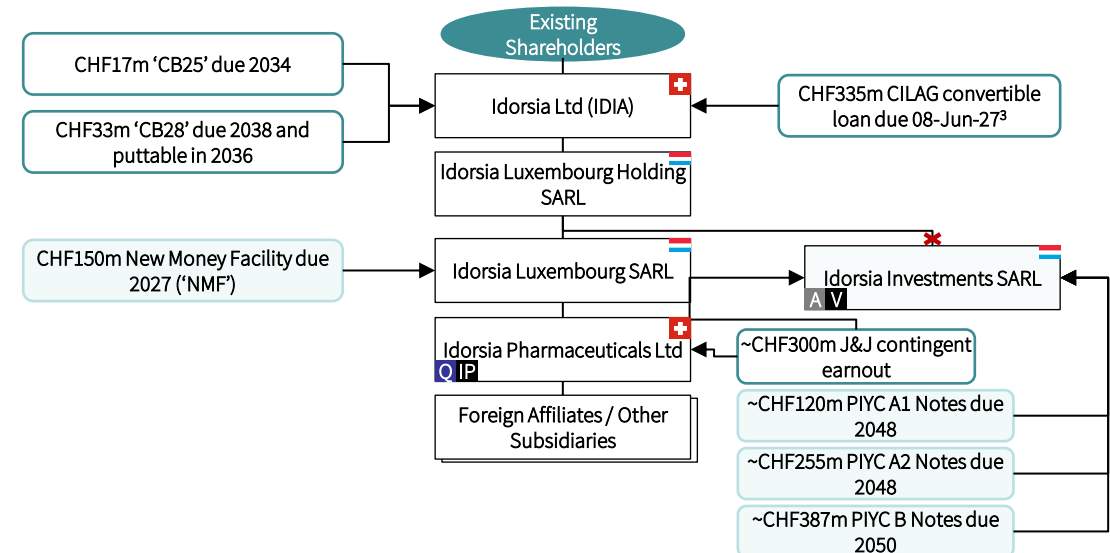 Existing
Shareholders
CHF17m ‘CB25’ due 2034
Idorsia Ltd (IDIA)
CHF335m CILAG convertible
loan due 08-Jun-27³
CHF33m ‘CB28’ due 2038 and
puttable in 2036
Idorsia Luxembourg Holding
SARL
CHF150m New Money Facility due
2027 (‘NMF’)
Idorsia Luxembourg SARL
Idorsia Investments SARL
A V
Idorsia Pharmaceuticals Ltd
Q IP
~CHF300m J&J contingent
earnout
Foreign Affiliates / Other
Subsidiaries
~CHF120m PIYC A1 Notes due
2048
~CHF255m PIYC A2 Notes due
2048
~CHF387m PIYC B Notes due
2050